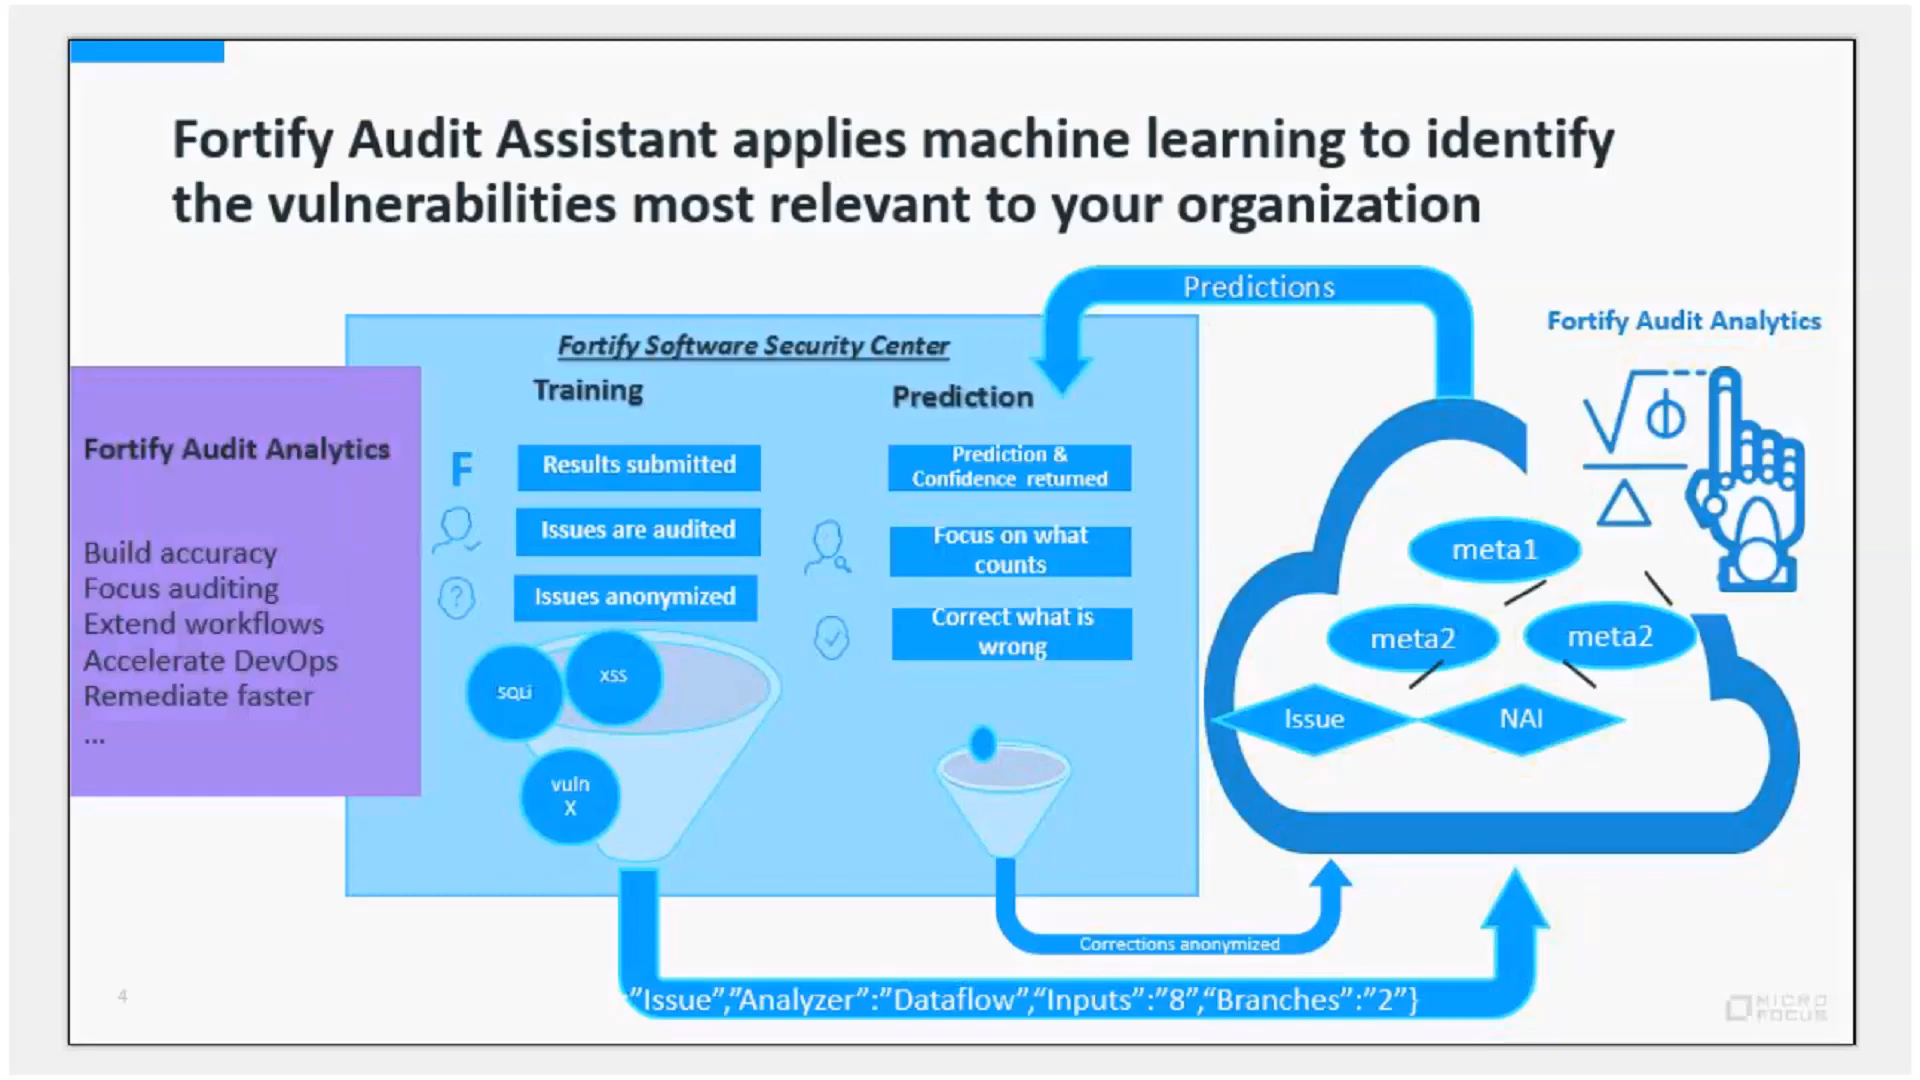 Fortify Audit Assistant applies machine learning to identify
the vulnerabilities most relevant to your organization
Predictions
Fortify Audit Analytics
Fortify Software Security Center
Training
Prediction
Fortify Audit Analytics
Build accuracy
Focus auditing
Extend workflows
Accelerate DevOps
Remediate faster
...
F
Results submitted
Issues are audited
?
Issues anonymized
Prediction &
Confidence returned
Focus on what
counts
Correct what is
wrong
sqli
xss
vuln
X
meta1
meta2
meta2
Issue
NAI
Corrections anonymized
:"Issue","Analyzer":"Dataflow","Inputs":"8","Branches":"2"}
4
MICRO
FOCUS